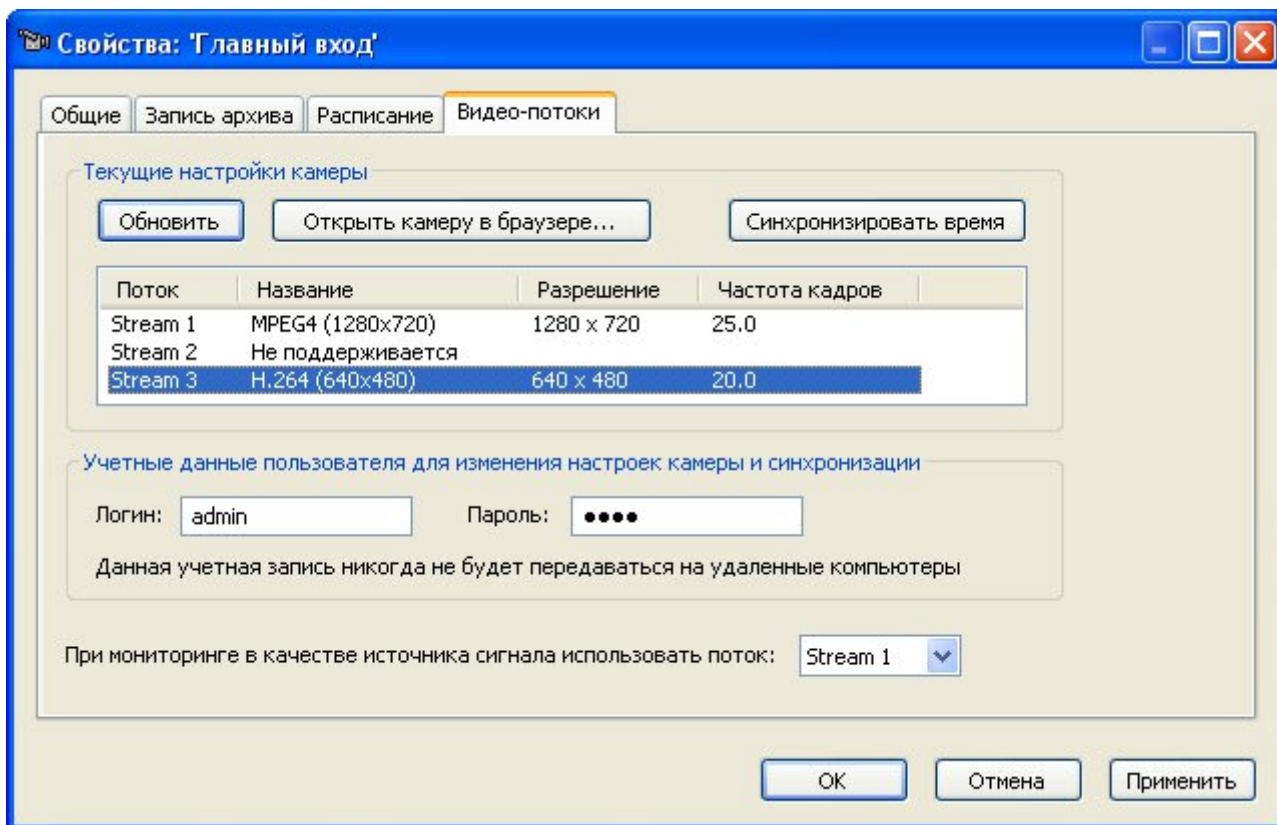 Свойства: 'Главный вход'
Общие Запись архива Расписание Видео-потоки
Текущие настройки камеры
Обновить Открыть камеру в браузере... Синхронизировать время
Поток Название Разрешение Частота кадров
Stream 1 MPEG4 (1280x720) 1280 x 720 25.0
Stream 2 Не поддерживается
Stream 3 H.264 (640x480) 640 x 480 20.0
Учетные данные пользователя для изменения настроек камеры и синхронизации
Логин: admin Пароль: ●●●●
Данная учетная запись никогда не будет передаваться на удаленные компьютеры
При мониторинге в качестве источника сигнала использовать поток: Stream 1
OK Отмена Применить